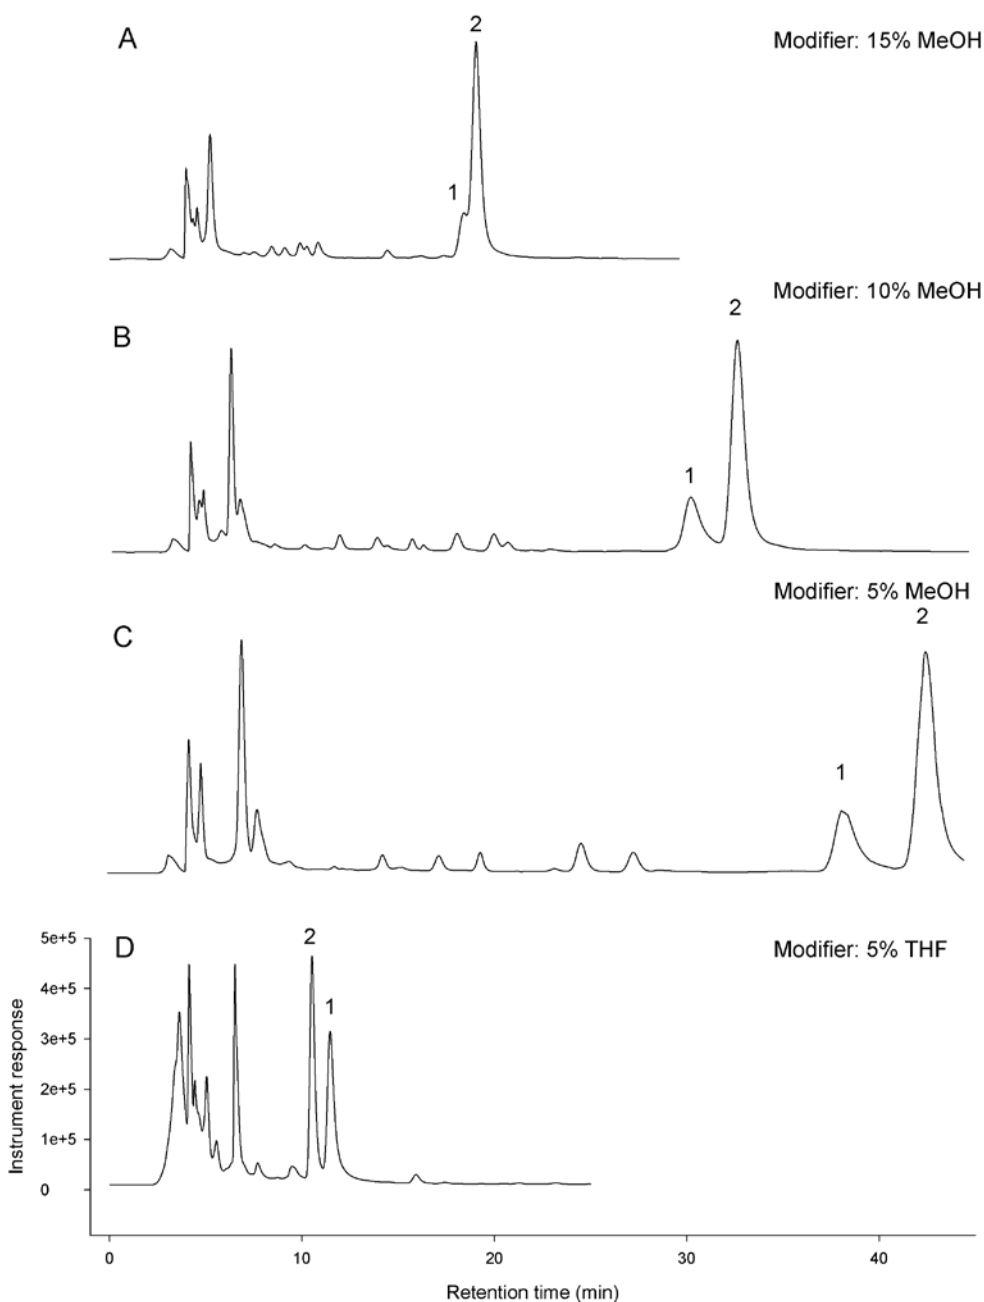 A
2
Modifier: 15% MeOH
1
Modifier: 10% MeOH
B
2
1
Modifier: 5% MeOH
C
2
1
5e+5
D
2
Modifier: 5% THF
4e+5
1
3e+5
2e+5
1e+5
0
Instrument response
0
10
20
30
40
Retention time (min)